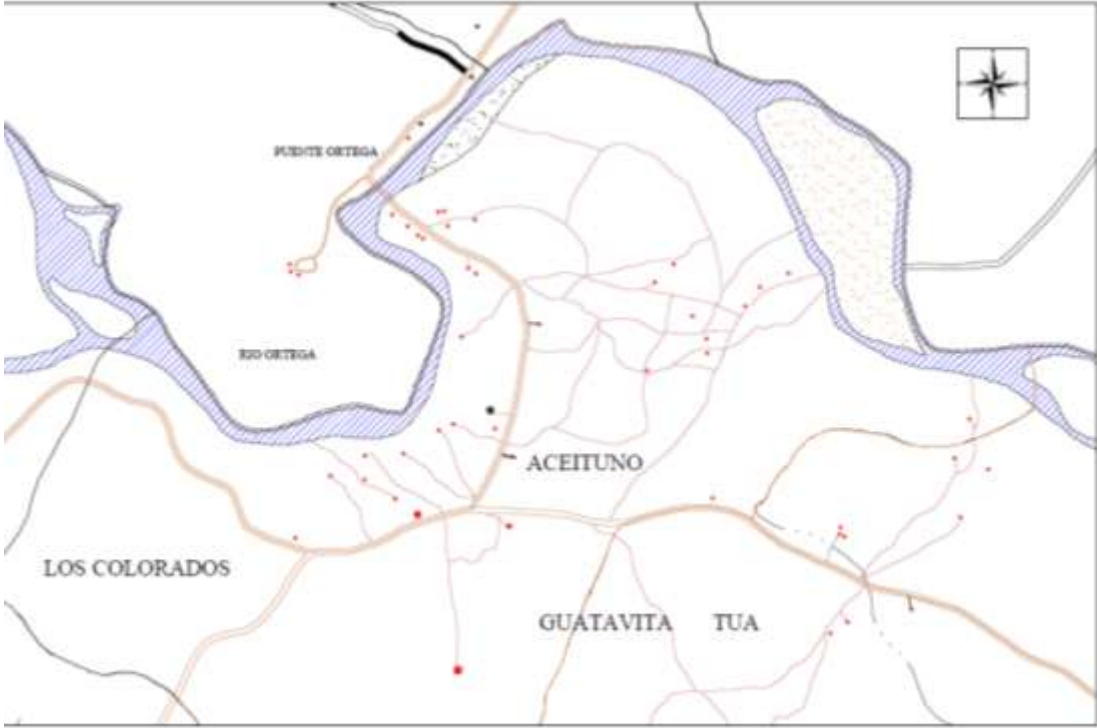 PUENTE ORTEGA
RIO ORTEGA
ACEITUNO
LOS COLORADOS
GUATAVITA TUA